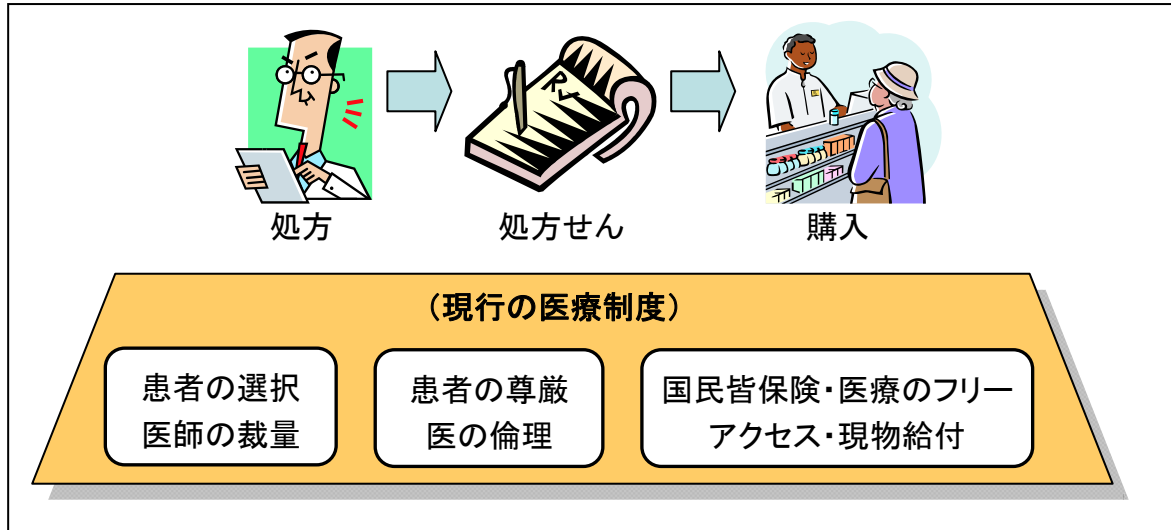 Rx
処方
処方せん
購入
（現行の医療制度）
患者の選択
医師の裁量
患者の尊厳
医の倫理
国民皆保険・医療のフリー
アクセス・現物給付